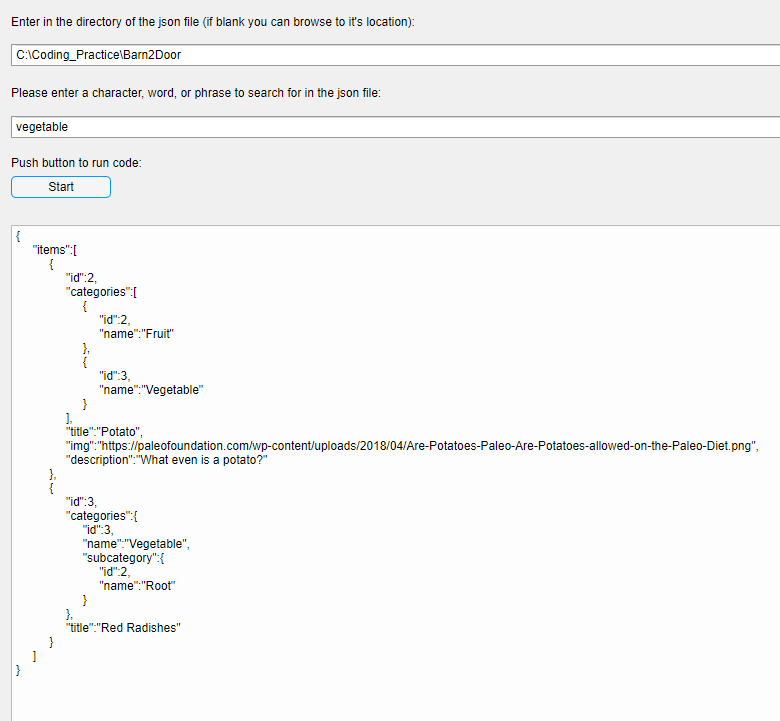 Enter in the directory of the json file (if blank you can browse to it's location):
C:\Coding_Practice\Barn2Door
Please enter a character, word, or phrase to search for in the json file:
vegetable
Push button to run code:
Start
{
"items":[
{
"id":2,
"categories":[
{
"id":2,
"name":"Fruit"
},
{
"id":3,
"name":"Vegetable"
}
],
"title":"Potato",
"img":"https://paleofoundation.com/wp-content/uploads/2018/04/Are-Potatoes-Paleo-Are-Potatoes-allowed-on-the-Paleo-Diet.png",
"description":"What even is a potato?"
},
{
"id":3,
"categories":{
"id":3,
"name":"Vegetable",
"subcategory":{
"id":2,
"name":"Root"
}
},
"title":"Red Radishes"
}
]
}